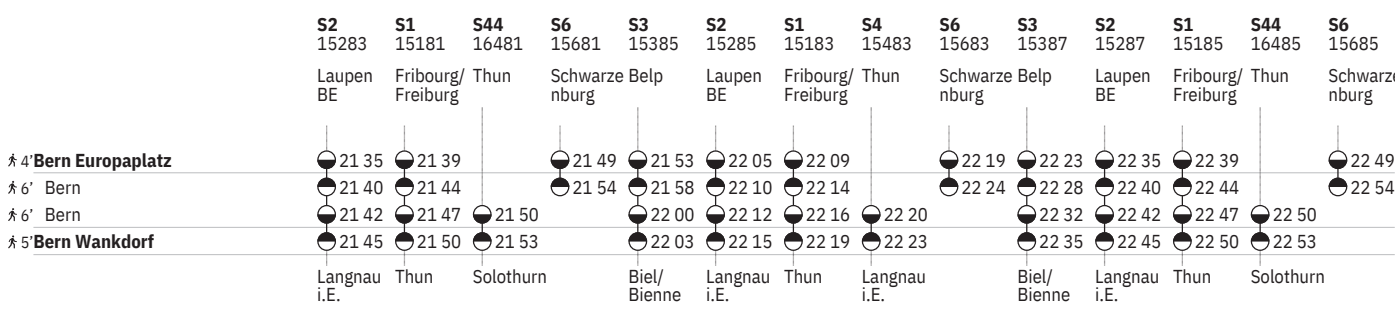 S2 S1 S44 S6 S3 S2 S1 S4 S6 S3 S2 S1 S44 S6
15283 15181 16481 15681 15385 15285 15183 15483 15683 15387 15287 15185 16485 15685
Laupen Fribourg/ Thun Schwarze Belp Laupen Fribourg/ Thun Schwarze Belp Laupen Fribourg/ Thun Schwarze
BE Freiburg nburg BE Freiburg nburg BE Freiburg nburg
4' Bern Europaplatz 21 35 21 39 21 49 21 53 22 05 22 09 22 19 22 23 22 35 22 39 22 49
6' Bern 21 40 21 44 21 54 21 58 22 10 22 14 22 24 22 28 22 40 22 44 22 54
6' Bern 21 42 21 47 21 50 22 00 22 12 22 16 22 20 22 32 22 42 22 47 22 50
5' Bern Wankdorf 21 45 21 50 21 53 22 03 22 15 22 19 22 23 22 35 22 45 22 50 22 53
Langnau Thun Solothurn Biel/ Langnau Thun Langnau Biel/ Langnau Thun Solothurn
i.E. Bienne i.E. i.E. Bienne i.E.